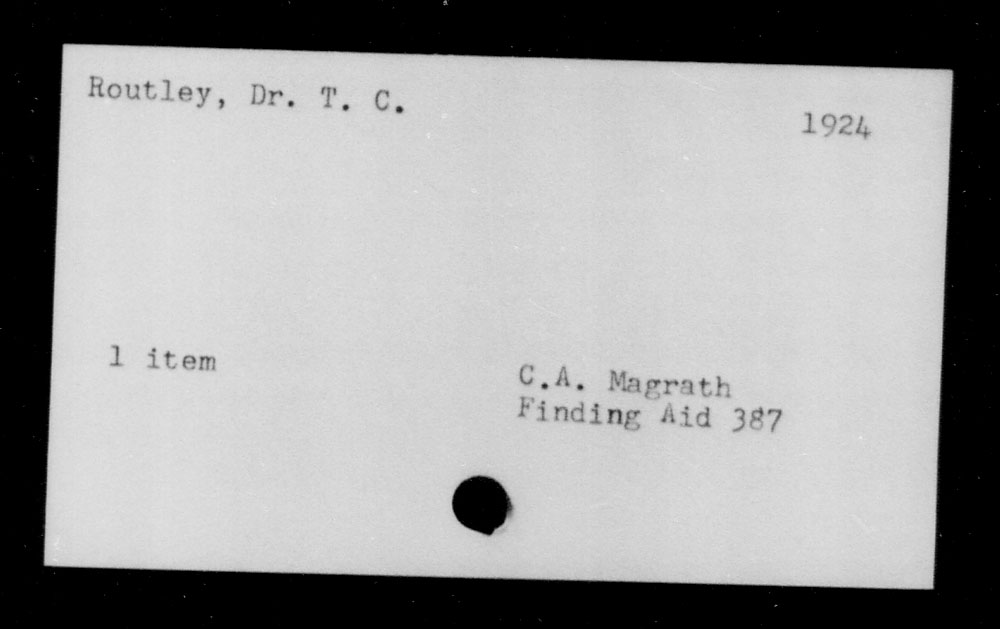 Routley, Dr. T. C.
1924
1 item
C.A. Magrath
Finding Aid 387